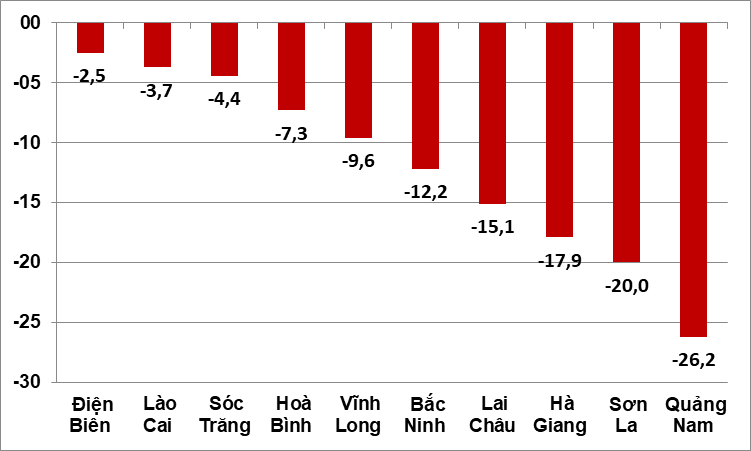 00
-05
-10
-15
-20
-25
-30
-2,5
-3,7
-4,4
-7,3
-9,6
-12,2
-15,1
-17,9
-20,0
-26,2
Điện
Biên
Lào
Cai
Sóc
Trăng
Hoà
Bình
Vĩnh
Long
Bắc
Ninh
Lai
Châu
Hà
Giang
Sơn
La
Quảng
Nam